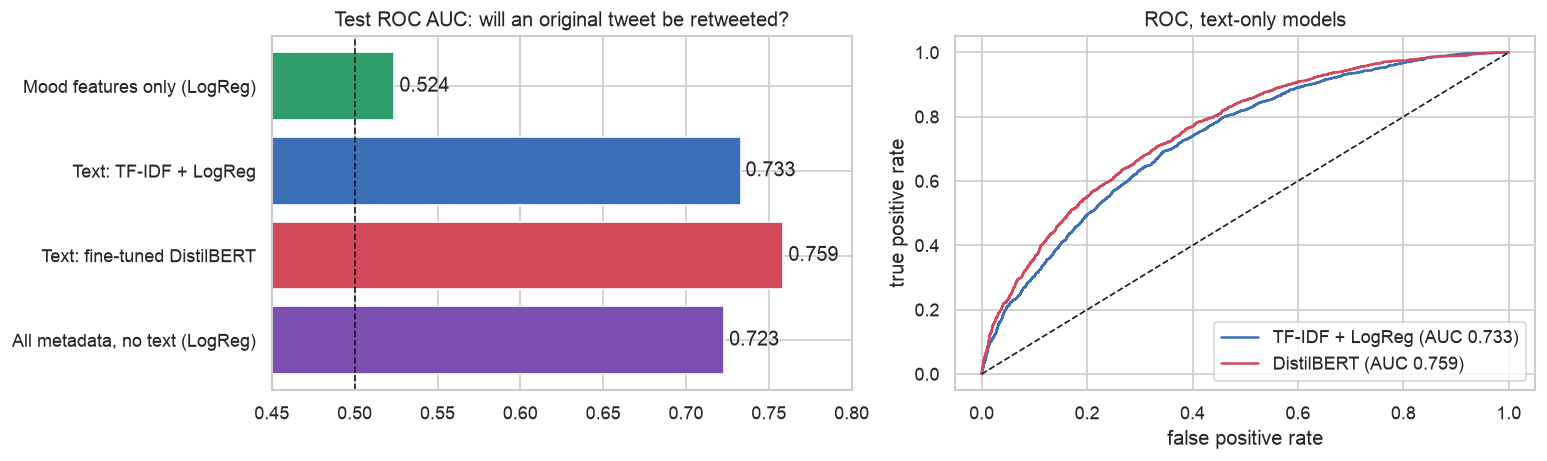 Test ROC AUC: will an original tweet be retweeted?
Mood features only (LogReg)
0.524
Text: TF-IDF + LogReg
0.733
Text: fine-tuned DistilBERT
0.759
All metadata, no text (LogReg)
0.723
0.45 0.50 0.55 0.60 0.65 0.70 0.75 0.80
ROC, text-only models
true positive rate
1.0
0.8
0.6
0.4
0.2
0.0
TF-IDF + LogReg (AUC 0.733)
DistilBERT (AUC 0.759)
0.0 0.2 0.4 0.6 0.8 1.0
false positive rate